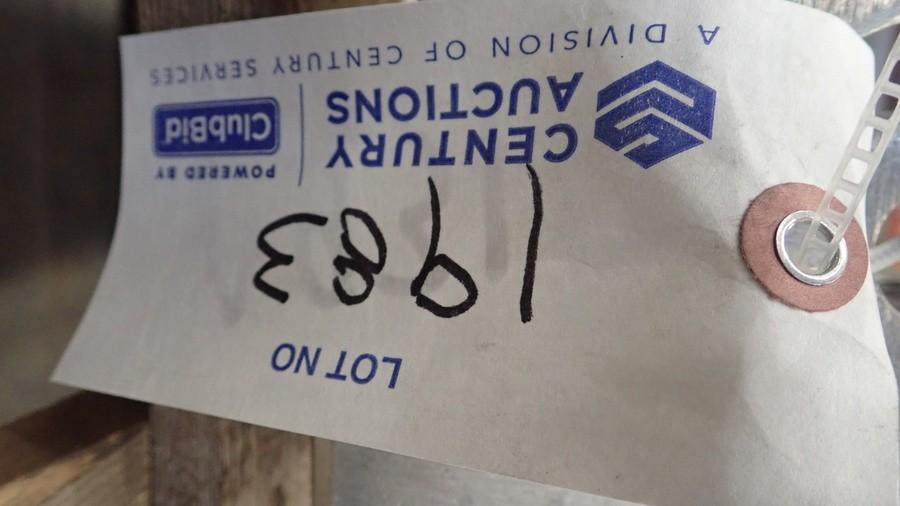 LOT NO
1983
CENTURY
AUCTIONS
POWERED BY
ClubBid
A DIVISION OF CENTURY SERVICES